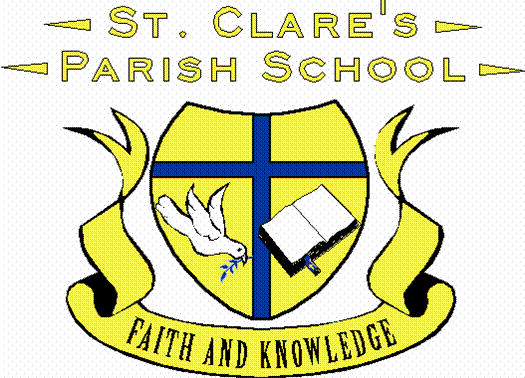 ST. CLARE'S
PARISH SCHOOL
FAITH AND KNOWLEDGE